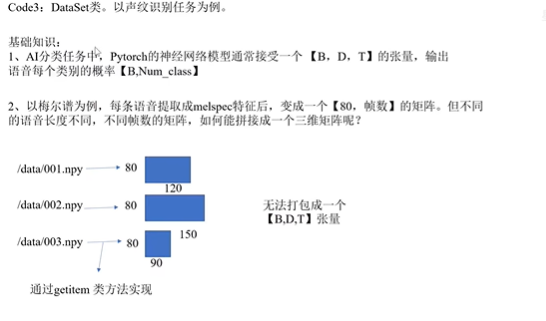 Code3：DataSet类。以声纹识别任务为例。
基础知识：
1、AI分类任务中，Pytorch的神经网络模型通常接受一个【B，D，T】的张量，输出
语音每个类别的概率【B,Num_class】
2、以梅尔谱为例，每条语音提取成melspec特征后，变成一个【80，帧数】的矩阵。但不同
的语音长度不同，不同帧数的矩阵，如何能拼接成一个三维矩阵呢？
/data/001.npy 80
120
/data/002.npy 80
无法打包成一个
【B,D,T】张量
150
/data/003.npy 80
90
通过getitem 类方法实现